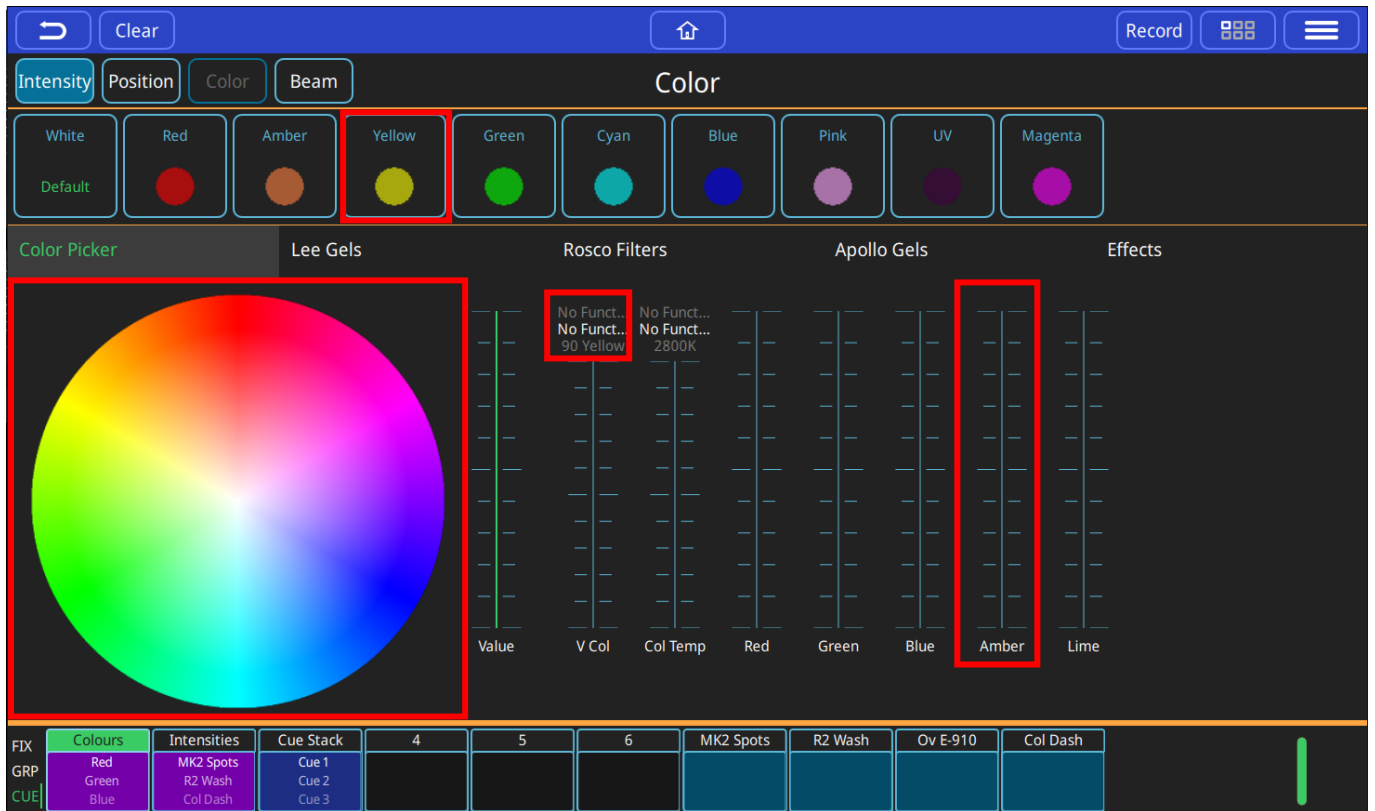 Clear
Record
Intensity Position Color Beam
Color
White Red Amber Yellow Green Cyan Blue Pink UV Magenta
Default
Color Picker Lee Gels Rosco Filters Apollo Gels Effects
No Funct... No Funct...
No Funct... No Funct...
90 Yellow 2800K
Value V Col Col Temp Red Green Blue Amber Lime
FIX Colours Intensities Cue Stack 4 5 6 MK2 Spots R2 Wash Ov E-910 Col Dash
Red MK2 Spots Cue 1
GRP Green R2 Wash Cue 2
CUE Blue Col Dash Cue 3